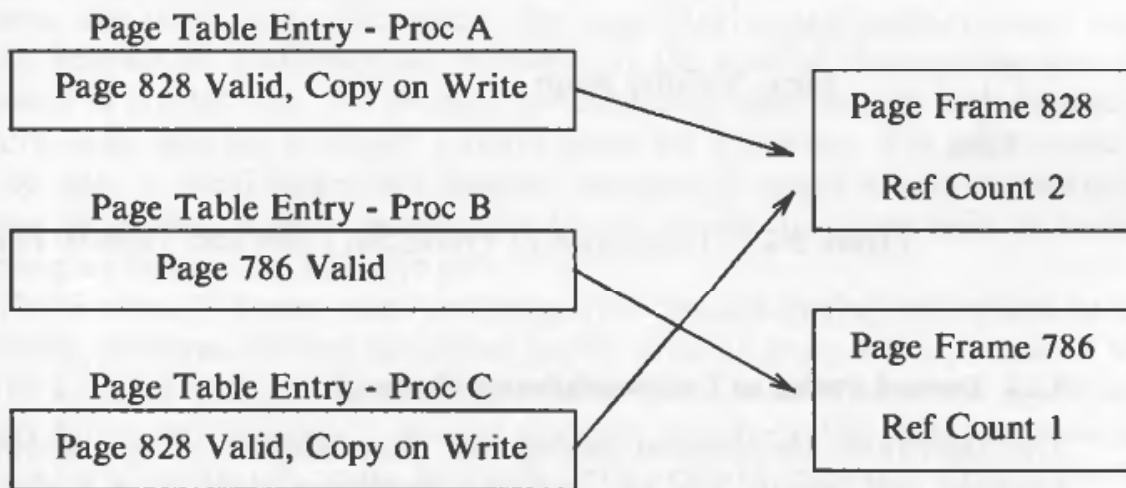 Page Table Entry - Proc A
Page 828 Valid, Copy on Write
Page Table Entry - Proc B
Page 786 Valid
Page Table Entry - Proc C
Page 828 Valid, Copy on Write
Page Frame 828
Ref Count 2
Page Frame 786
Ref Count 1